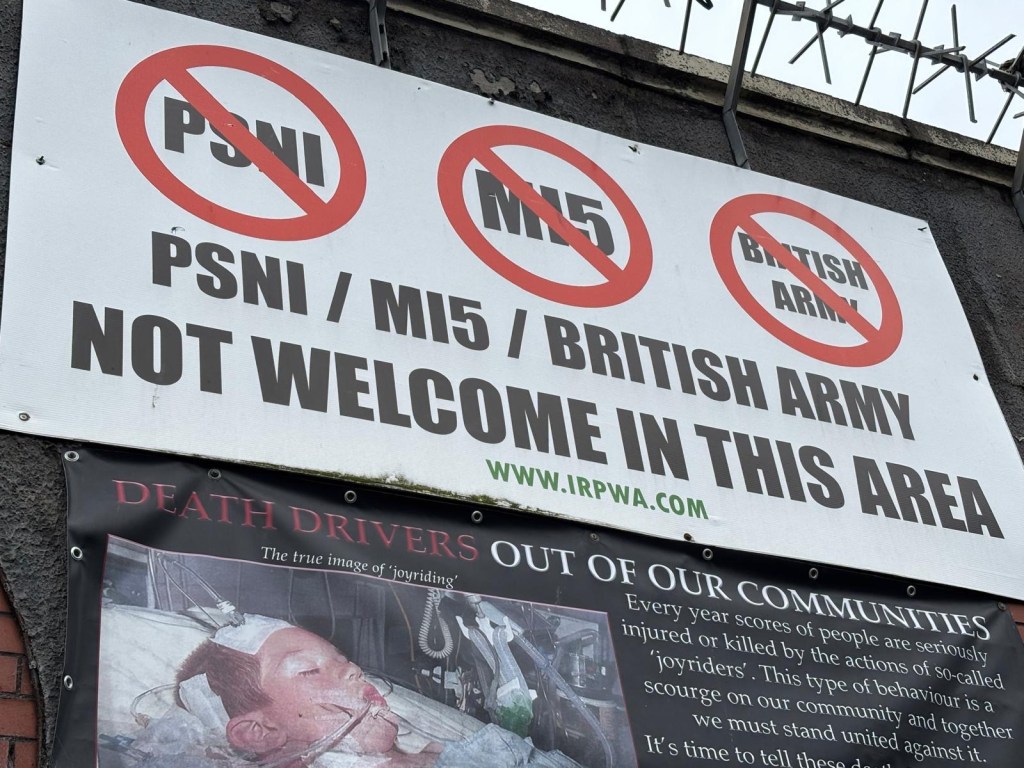 PSNI
MI5
BRITISH
ARMY
PSNI / MI5 / BRITISH ARMY
NOT WELCOME IN THIS AREA
WWW.IRPWA.COM
DEATH DRIVERS OUT OF OUR COMMUNITIES
The true image of 'joyriding'
Every year scores of people are seriously
injured or killed by the actions of so-called
'joyriders'. This type of behaviour is a
scourge on our community and together
we must stand united against it.
It's time to tell these